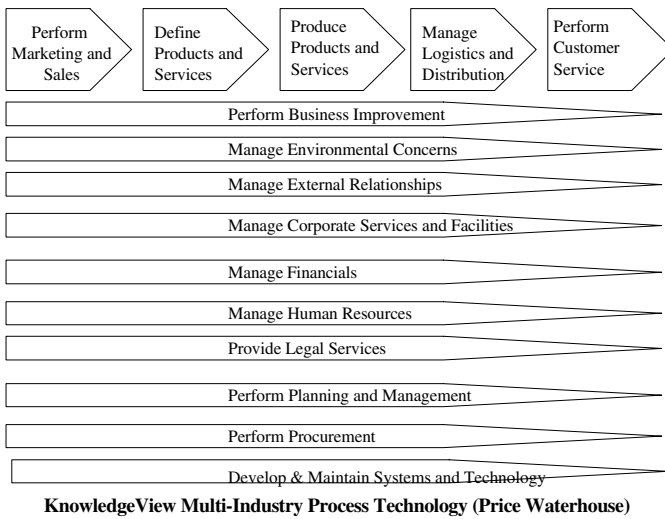 Perform
Marketing and
Sales
Define
Products and
Services
Produce
Products and
Services
Manage
Logistics and
Distribution
Perform
Customer
Service
Perform Business Improvement
Manage Environmental Concerns
Manage External Relationships
Manage Corporate Services and Facilities
Manage Financials
Manage Human Resources
Provide Legal Services
Perform Planning and Management
Perform Procurement
Develop & Maintain Systems and Technology
KnowledgeView Multi-Industry Process Technology (Price Waterhouse)